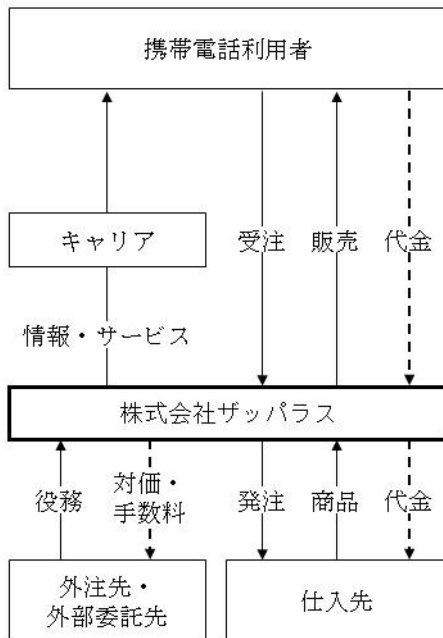 携帯電話利用者
キャリア
受注
販売
代金
情報・サービス
株式会社ザッパラス
役務
対価・
手数料
発注
商品
代金
外注先・
外部委託先
仕入先